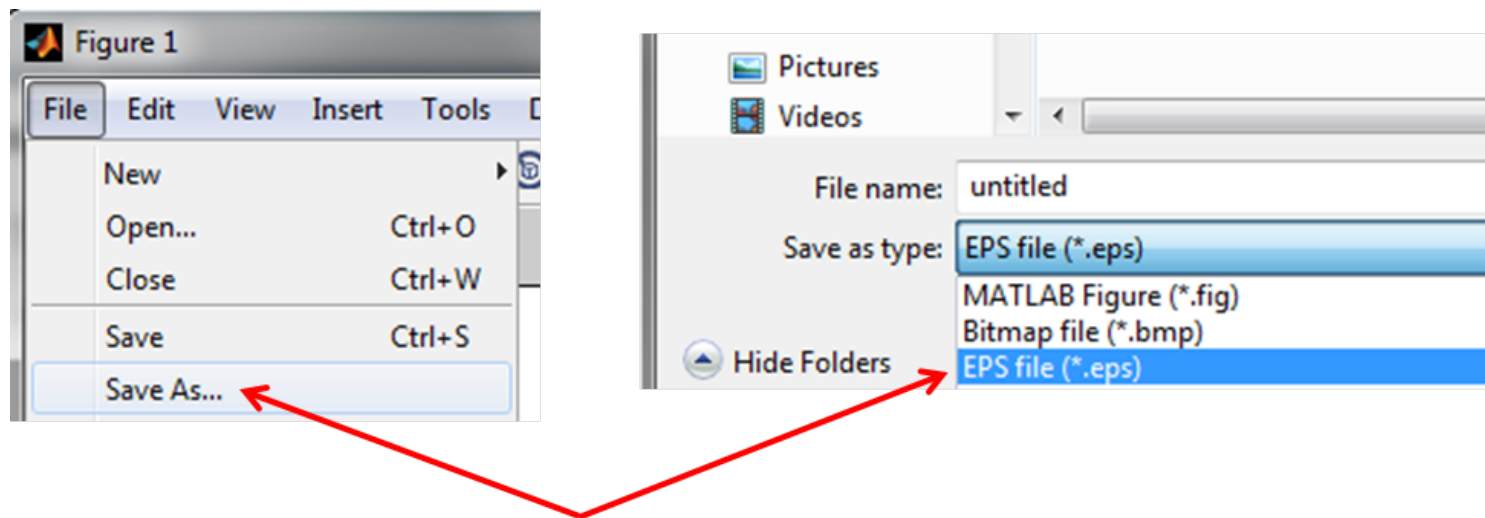 Figure 1
File Edit View Insert Tools D
New
Open... Ctrl+O
Close Ctrl+W
Save Ctrl+S
Save As...
Pictures
Videos
File name: untitled
Save as type: EPS file (*.eps)
MATLAB Figure (*.fig)
Bitmap file (*.bmp)
Hide Folders EPS file (*.eps)